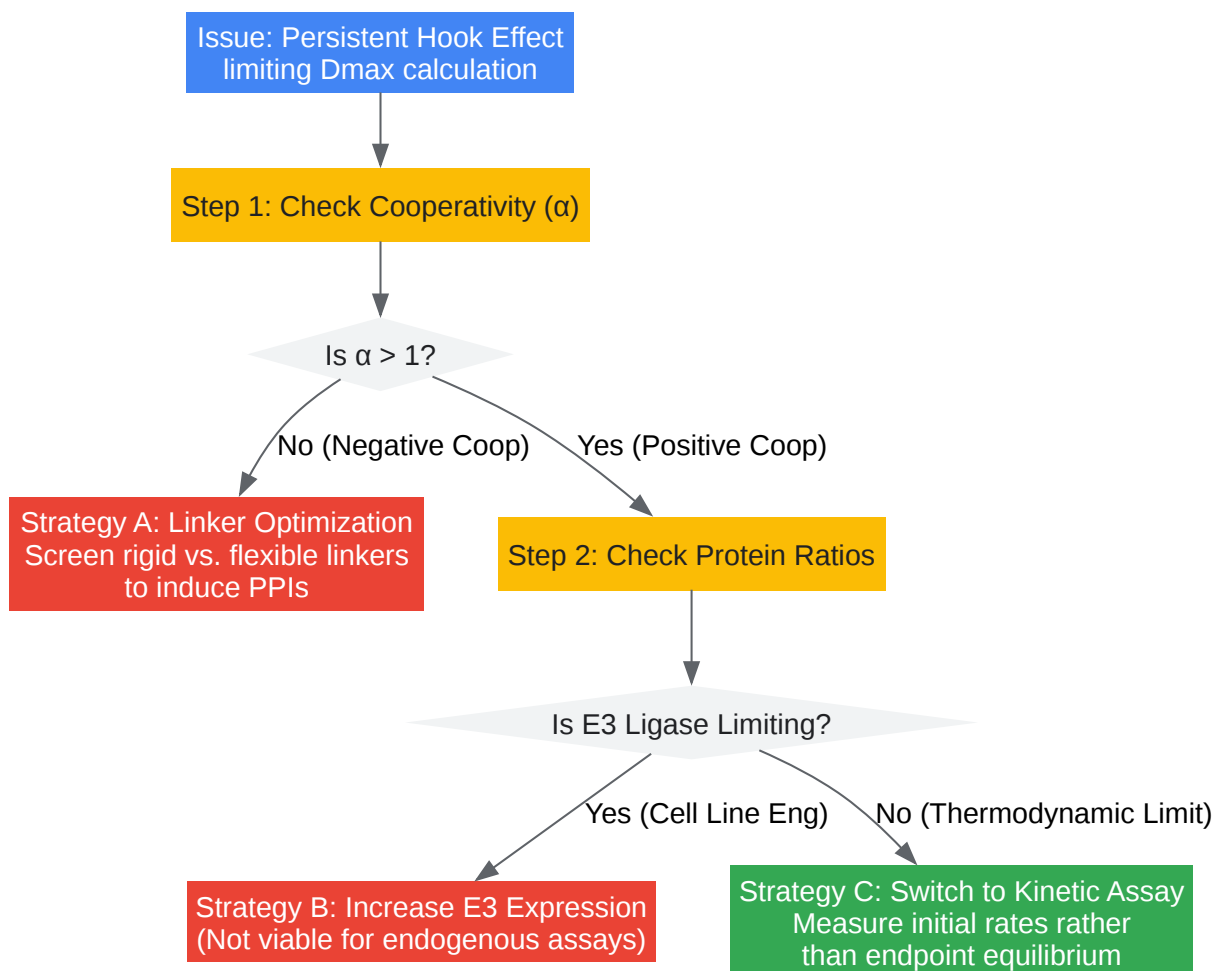 Issue: Persistent Hook Effect
limiting Dmax calculation
Step 1: Check Cooperativity (α)
Is α > 1?
No (Negative Coop)
Yes (Positive Coop)
Strategy A: Linker Optimization
Screen rigid vs. flexible linkers
to induce PPIs
Step 2: Check Protein Ratios
Is E3 Ligase Limiting?
Yes (Cell Line Eng)
No (Thermodynamic Limit)
Strategy B: Increase E3 Expression
(Not viable for endogenous assays)
Strategy C: Switch to Kinetic Assay
Measure initial rates rather
than endpoint equilibrium